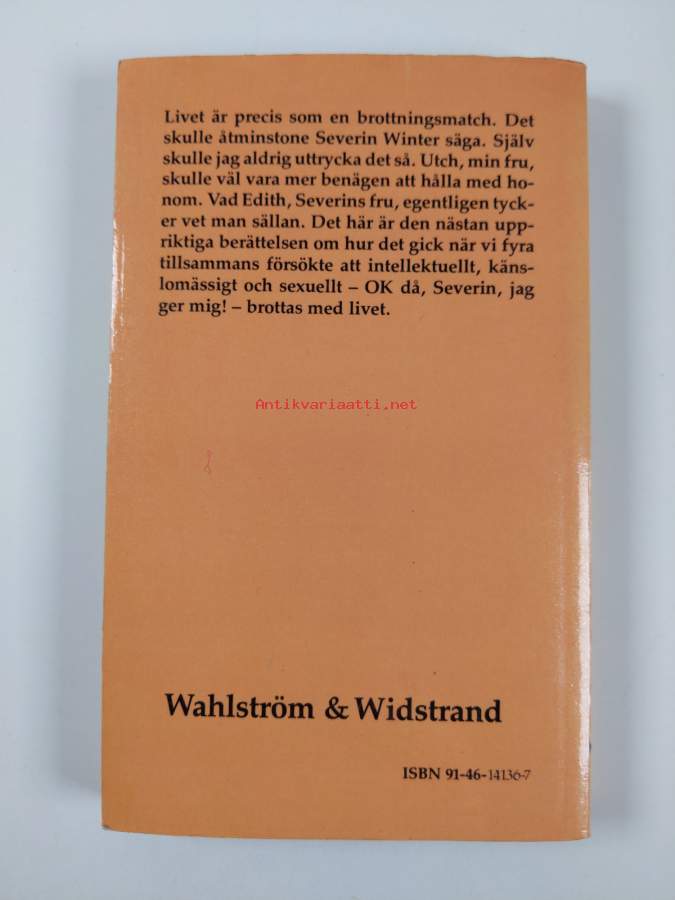 Livet är precis som en brottningsmatch. Det
skulle åtminstone Severin Winter säga. Själv
skulle jag aldrig uttrycka det så. Utch, min fru,
skulle väl vara mer benägen att hålla med ho-
nom. Vad Edith, Severins fru, egentligen tyck-
er vet man sällan. Det här är den nästan upp-
riktiga berättelsen om hur det gick när vi fyra
tillsammans försökte att intellektuellt, käns-
lomässigt och sexuellt – OK då, Severin, jag
ger mig! – brottas med livet.
Antikvariaatti.net
Wahlström & Widstrand
ISBN 91-46-14136-7